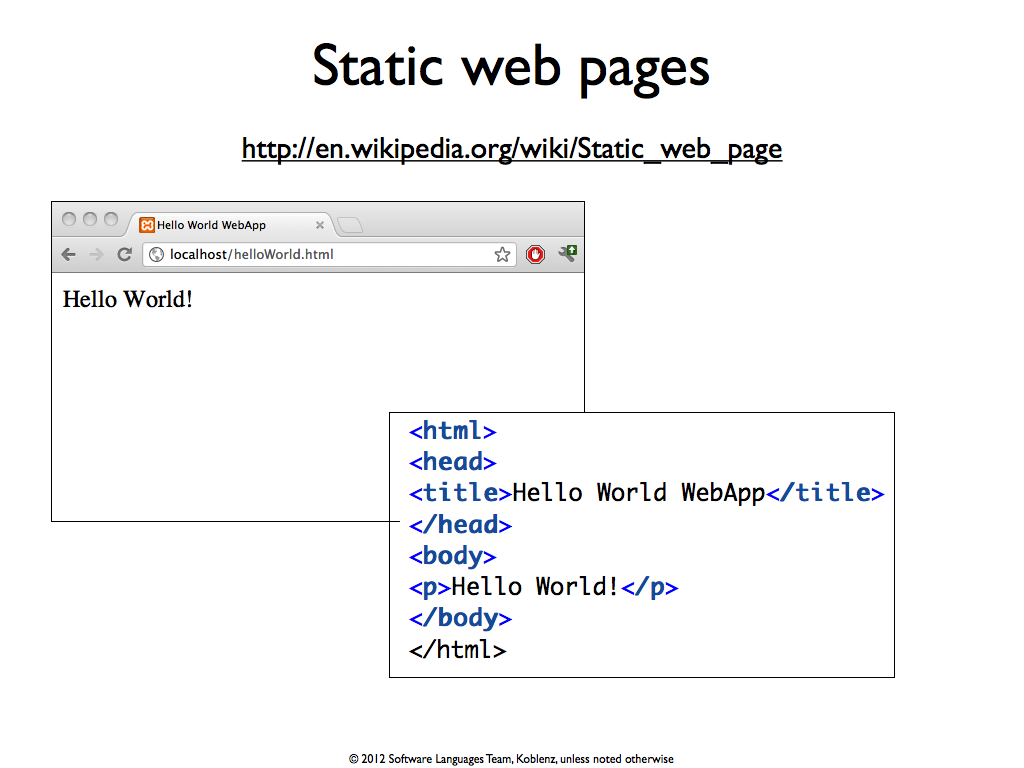 Static web pages
http://en.wikipedia.org/wiki/Static_web_page
Hello World WebApp
localhost/helloWorld.html
Hello World!
<html>
<head>
<title>Hello World WebApp</title>
</head>
<body>
<p>Hello World!</p>
</body>
</html>
© 2012 Software Languages Team, Koblenz, unless noted otherwise